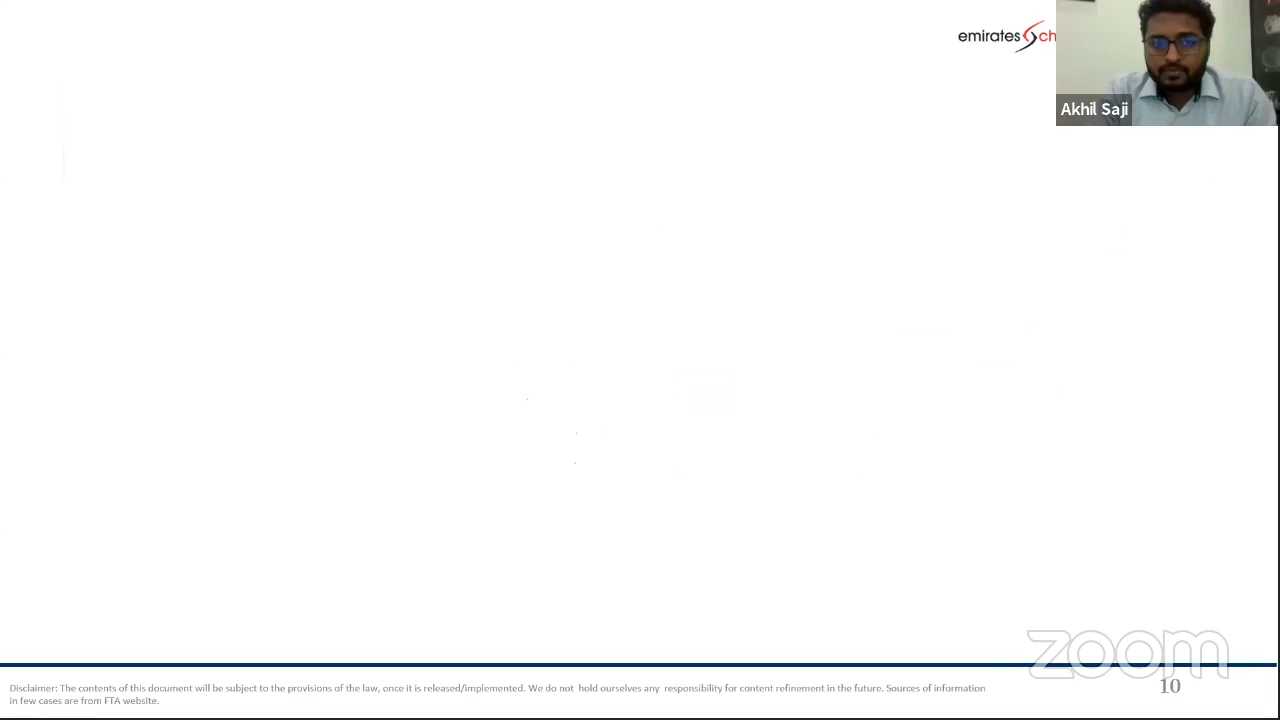 emirates ch
Akhil Saji
zoom
Disclaimer: The contents of this document will be subject to the provisions of the law, once it is released/implemented. We do not hold ourselves any responsibility for content refinement in the future. Sources of information
in few cases are from FTA website.
10